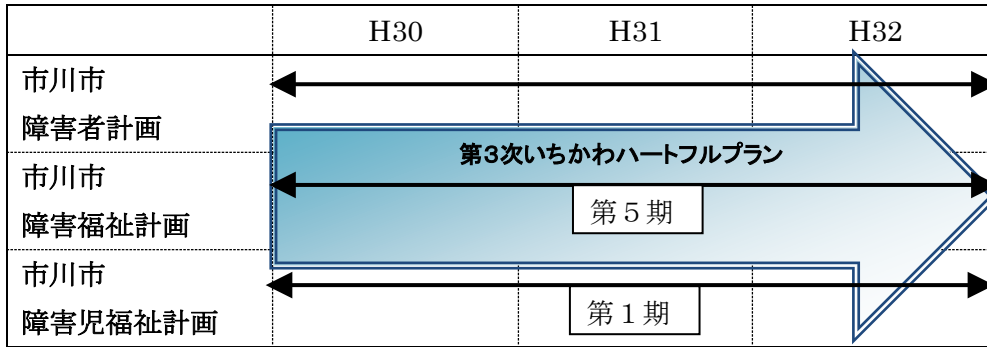 H30 H31 H32
市川市
障害者計画
第3次いちかわハートフルプラン
市川市
障害福祉計画
第５期
市川市
障害児福祉計画
第１期